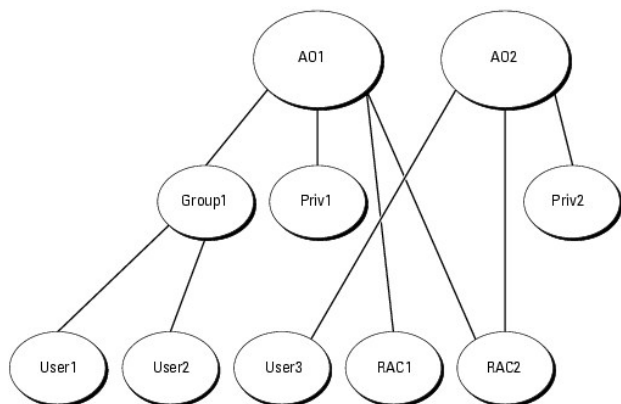 AO1
AO2
Group1
Priv1
Priv2
User1
User2
User3
RAC1
RAC2